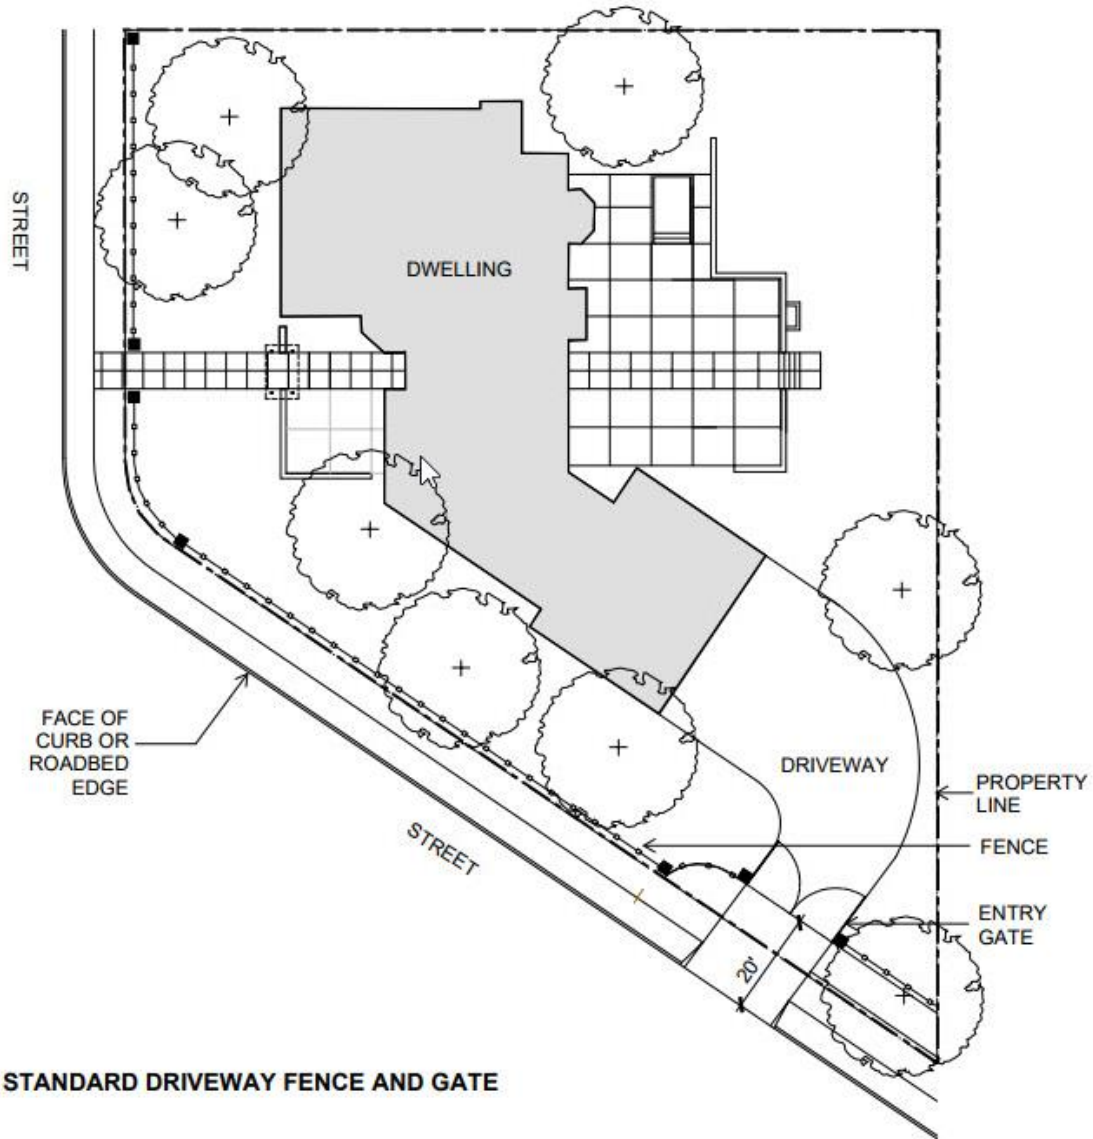 STREET
DWELLING
FACE OF
CURB OR
ROADBED
EDGE
STREET
DRIVEWAY
PROPERTY
LINE
FENCE
ENTRY
GATE
20'
STANDARD DRIVEWAY FENCE AND GATE